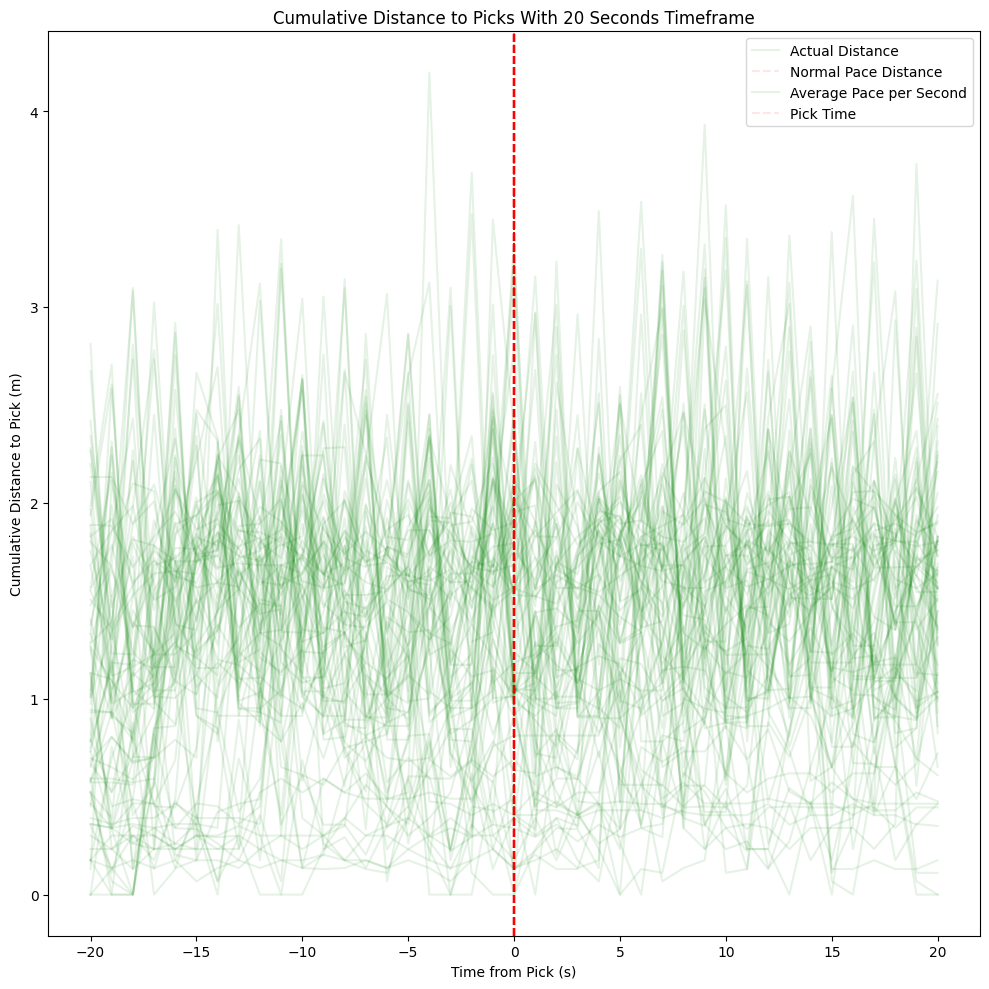 Cumulative Distance to Picks With 20 Seconds Timeframe
Actual Distance
Normal Pace Distance
Average Pace per Second
Pick Time
Cumulative Distance to Pick (m)
4
3
2
1
0
−20 −15 −10 −5 0 5 10 15 20
Time from Pick (s)